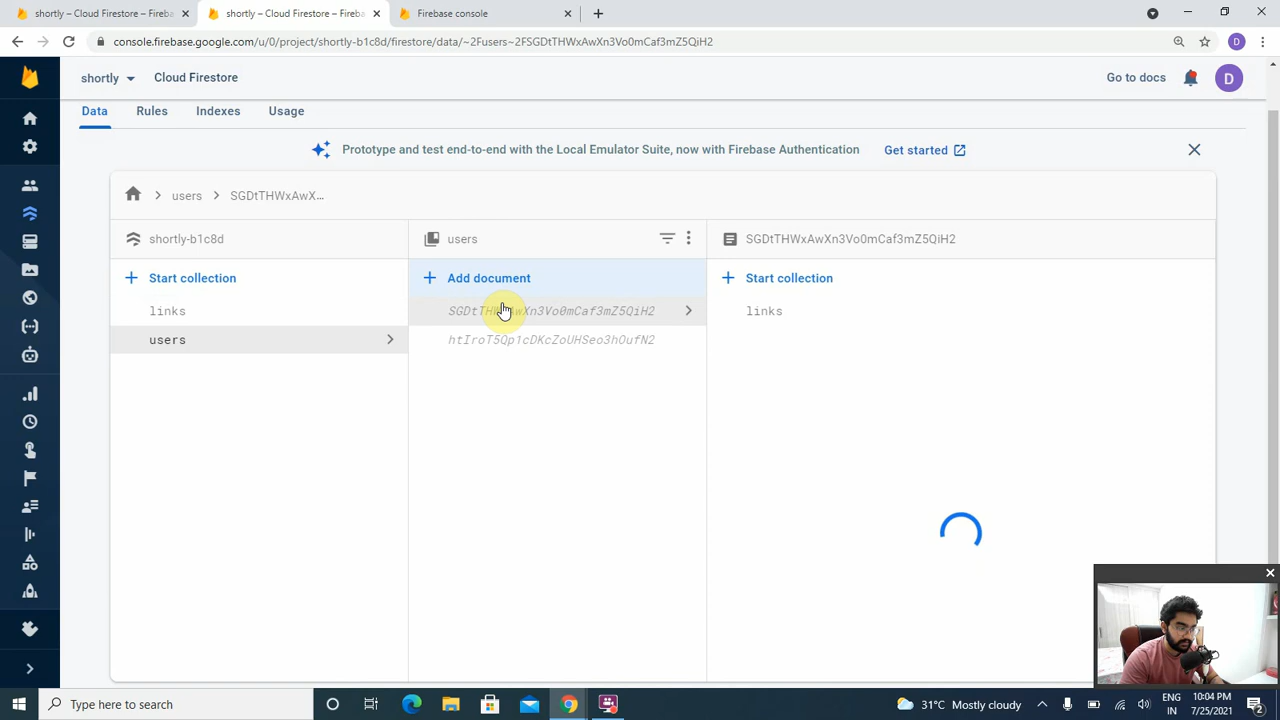 shortly – Cloud Firestore – Fireba
shortly – Cloud Firestore – Fireba
Firebase console
console.firebase.google.com/u/0/project/shortly-b1c8d/firestore/data/~2Fusers~2FSGDtTHWxAwXn3Vo0mCaf3mZ5QiH2
D
shortly
Cloud Firestore
Go to docs
D
Data
Rules
Indexes
Usage
Prototype and test end-to-end with the Local Emulator Suite, now with Firebase Authentication
Get started
users
SGDtTHWxAwX...
shortly-b1c8d
users
SGDtTHWxAwXn3Vo0mCaf3mZ5QiH2
Start collection
Add document
Start collection
links
SGDtTHWxAwXn3Vo0mCaf3mZ5QiH2
links
users
htIroT5Qp1cDKcZoUHSeo3hOufN2
Type here to search
31°C Mostly cloudy
ENG
IN
10:04 PM
7/25/2021
2